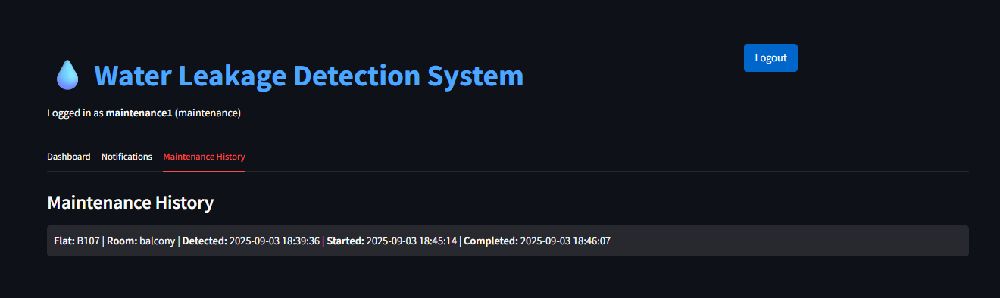 Logout
Water Leakage Detection System
Logged in as maintenance1 (maintenance)
Dashboard Notifications Maintenance History
Maintenance History
Flat: B107 | Room: balcony | Detected: 2025-09-03 18:39:36 | Started: 2025-09-03 18:45:14 | Completed: 2025-09-03 18:46:07